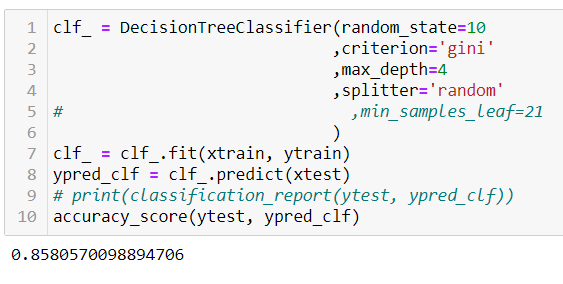 1 clf_ = DecisionTreeClassifier(random_state=10
2 ,criterion='gini'
3 ,max_depth=4
4 ,splitter='random'
5 # ,min_samples_leaf=21
6 )
7 clf_ = clf_.fit(xtrain, ytrain)
8 ypred_clf = clf_.predict(xtest)
9 # print(classification_report(ytest, ypred_clf))
10 accuracy_score(ytest, ypred_clf)
0.8580570098894706